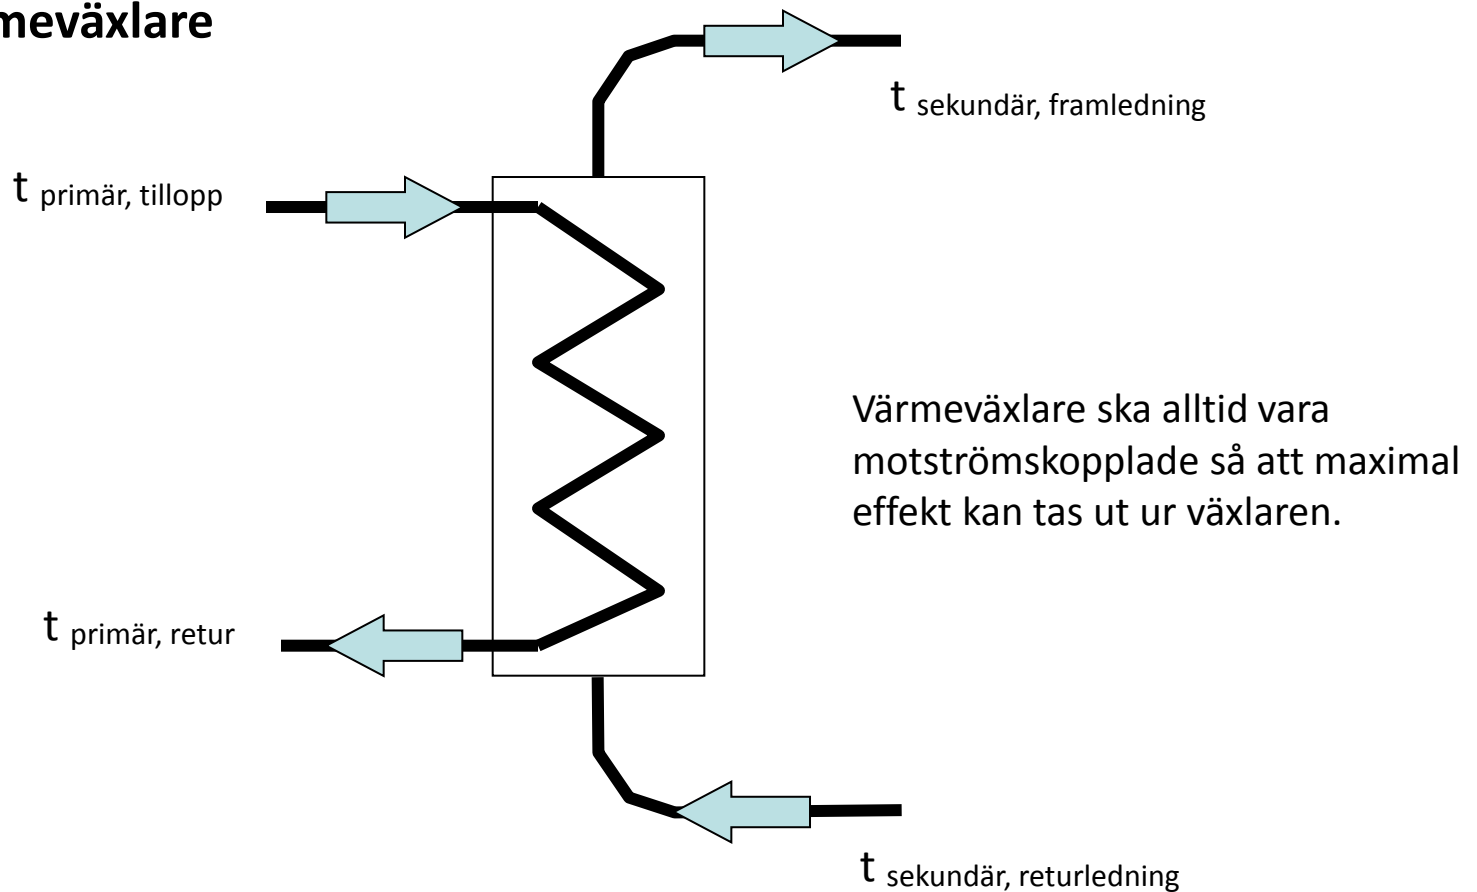 meväxlare
t sekundär, framledning
t primär, tillopp
Värmeväxlare ska alltid vara
motströmskopplade så att maximal
effekt kan tas ut ur växlaren.
t primär, retur
t sekundär, returledning